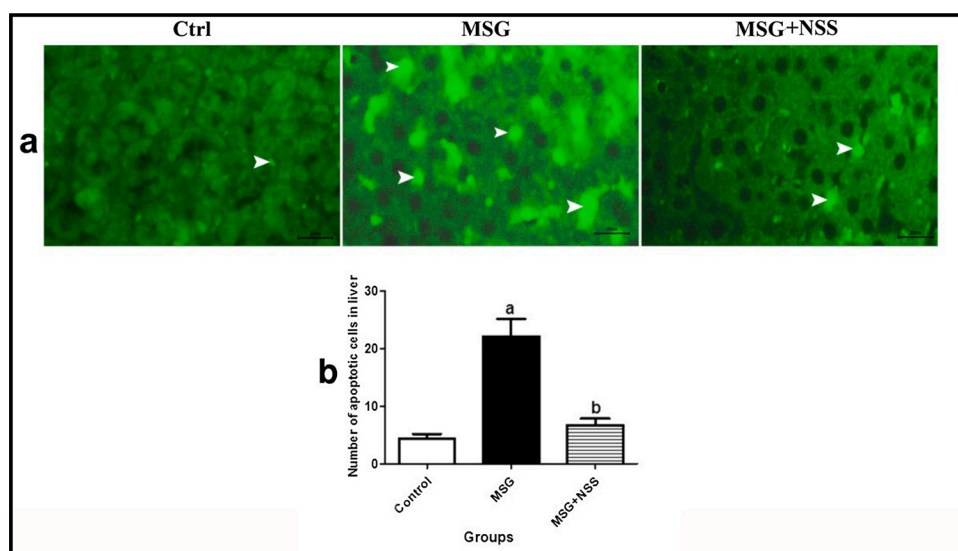 Ctrl
MSG
MSG+NSS
a
b
Number of apoptotic cells in liver
30
20
10
0
a
b
Control
MSG
MSG+NSS
Groups